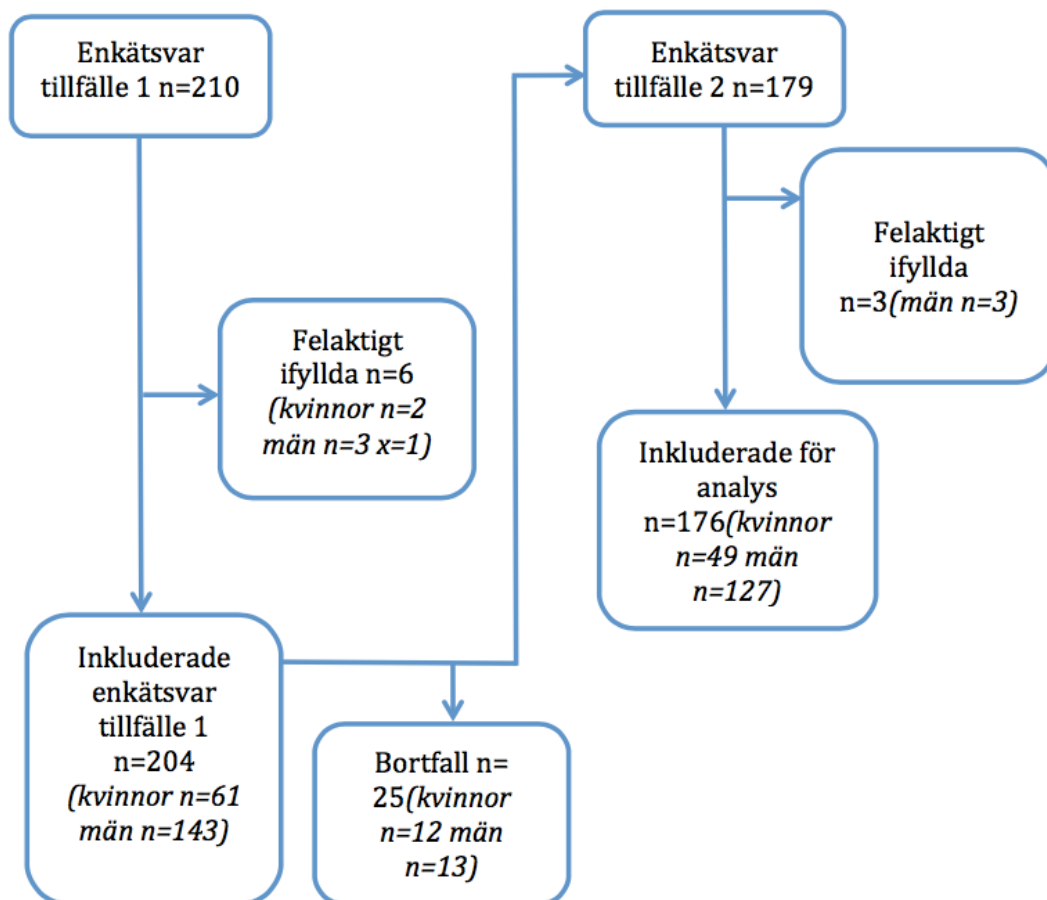 Enkätsvar
tillfälle 1 n=210
Felaktigt
ifyllda n=6
(kvinnor n=2
män n=3 x=1)
Inkluderade
enkätsvar
tillfälle 1
n=204
(kvinnor n=61
män n=143)
Bortfall n=
25(kvinnor
n=12 män
n=13)
Enkätsvar
tillfälle 2 n=179
Felaktigt
ifyllda
n=3(män n=3)
Inkluderade för
analys
n=176(kvinnor
n=49 män
n=127)